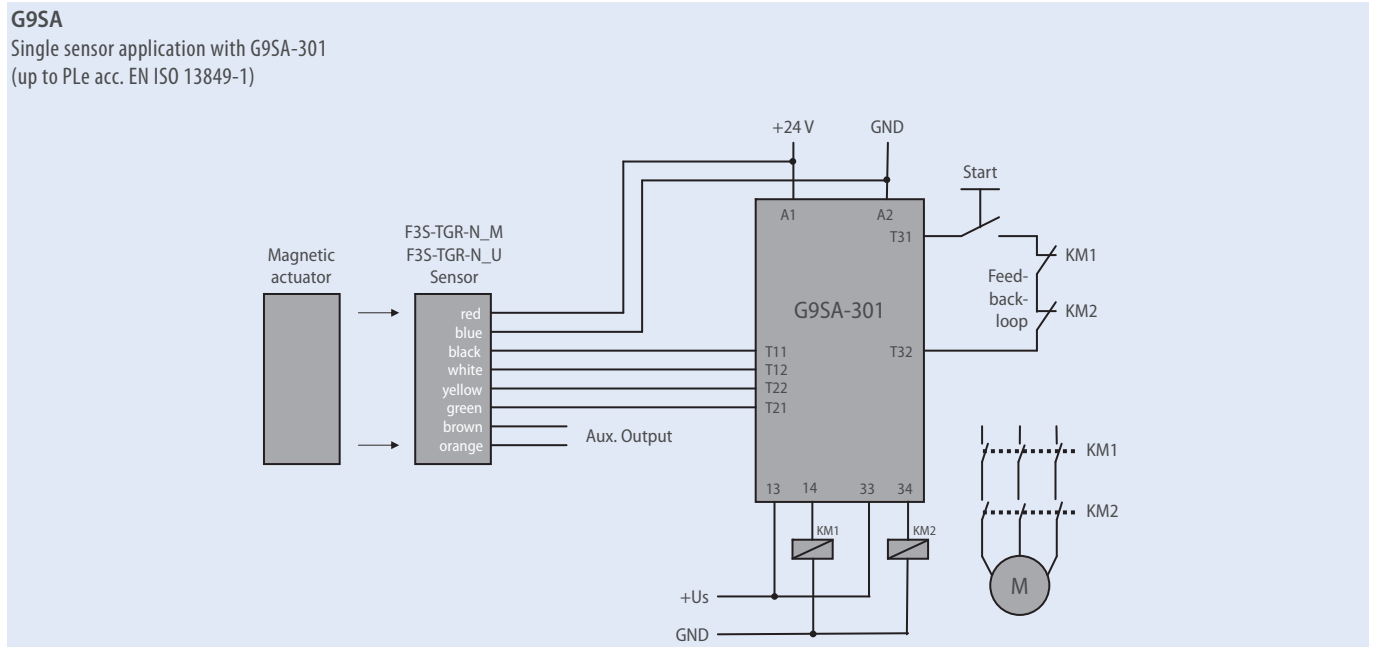 G9SA
Single sensor application with G9SA-301
(up to PLe acc. EN ISO 13849-1)
+24 V
GND
Start
A1
A2
T31
F3S-TGR-N_M
F3S-TGR-N_U
Sensor
Magnetic
actuator
KM1
Feed-
back-
loop
KM2
red
blue
black
white
yellow
green
brown
orange
G9SA-301
T11
T12
T22
T21
T32
Aux. Output
KM1
KM2
13
14
33
34
KM1
KM2
M
+Us
GND